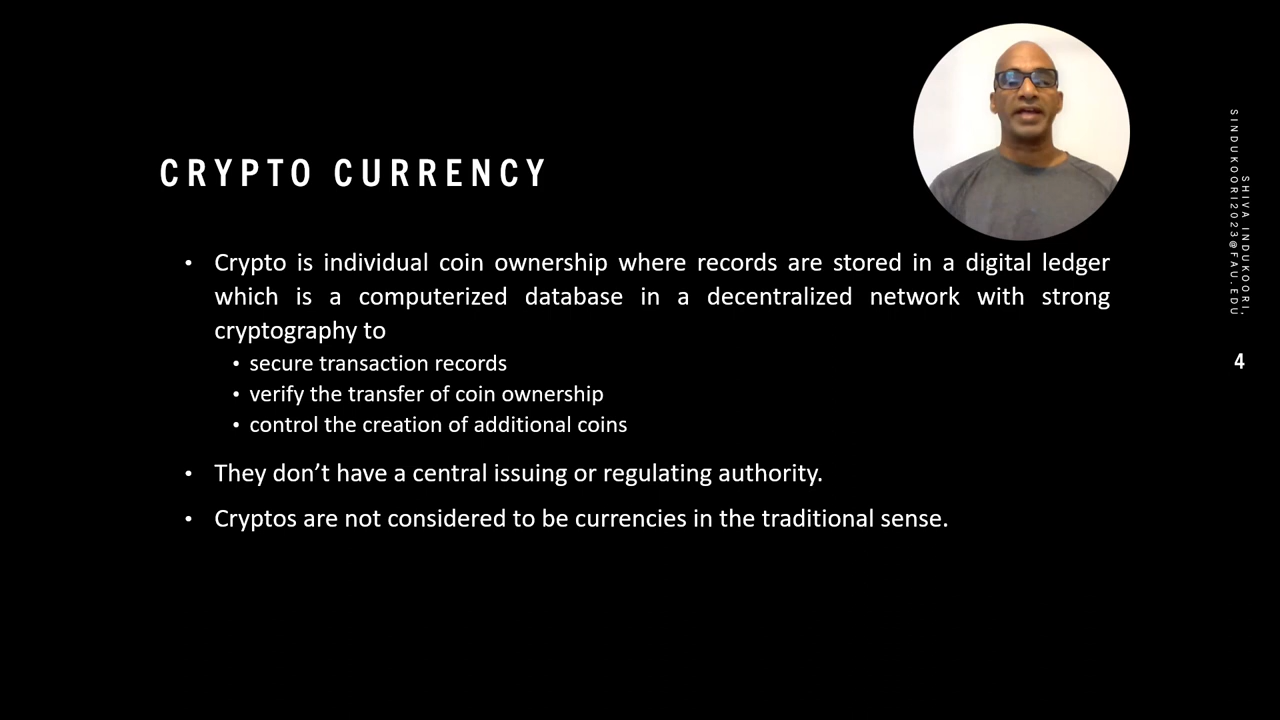 CRYPTO CURRENCY
• Crypto is individual coin ownership where records are stored in a digital ledger
which is a computerized database in a decentralized network with strong
cryptography to
• secure transaction records
• verify the transfer of coin ownership
• control the creation of additional coins
• They don’t have a central issuing or regulating authority.
• Cryptos are not considered to be currencies in the traditional sense.
SHIVA INDUKOORI,
SINDUKOORI2023@FAU.EDU
4